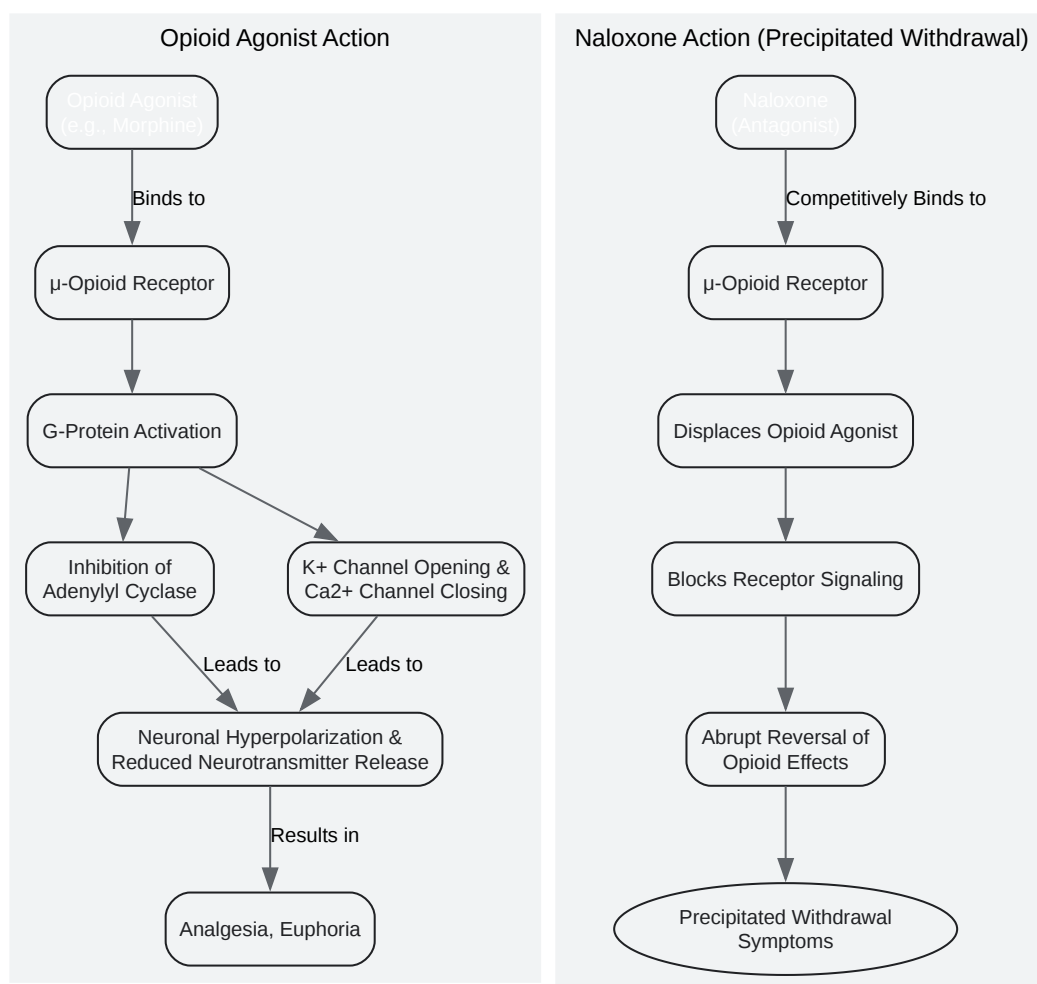 Opioid Agonist Action
Opioid Agonist
(e.g., Morphine)
Binds to
μ-Opioid Receptor
G-Protein Activation
Inhibition of
Adenylyl Cyclase
K+ Channel Opening &
Ca2+ Channel Closing
Leads to
Leads to
Neuronal Hyperpolarization &
Reduced Neurotransmitter Release
Results in
Analgesia, Euphoria
Naloxone Action (Precipitated Withdrawal)
Naloxone
(Antagonist)
Competitively Binds to
μ-Opioid Receptor
Displaces Opioid Agonist
Blocks Receptor Signaling
Abrupt Reversal of
Opioid Effects
Precipitated Withdrawal
Symptoms